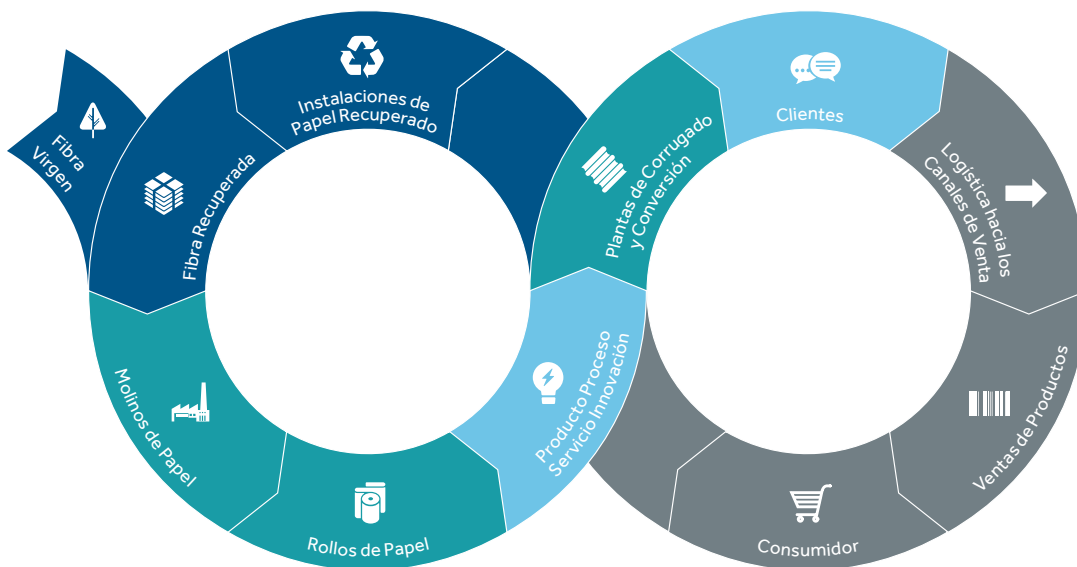 Fibra
Virgen
Fibra Recuperada
Instalaciones de
Papel Recuperado
Molinos de Papel
Rollos de Papel
Producto Proceso
Servicio Innovación
Plantas de Corrugado
y Conversión
Clientes
Logística hacia los
Canales de Venta
Ventas de Productos
Consumidor